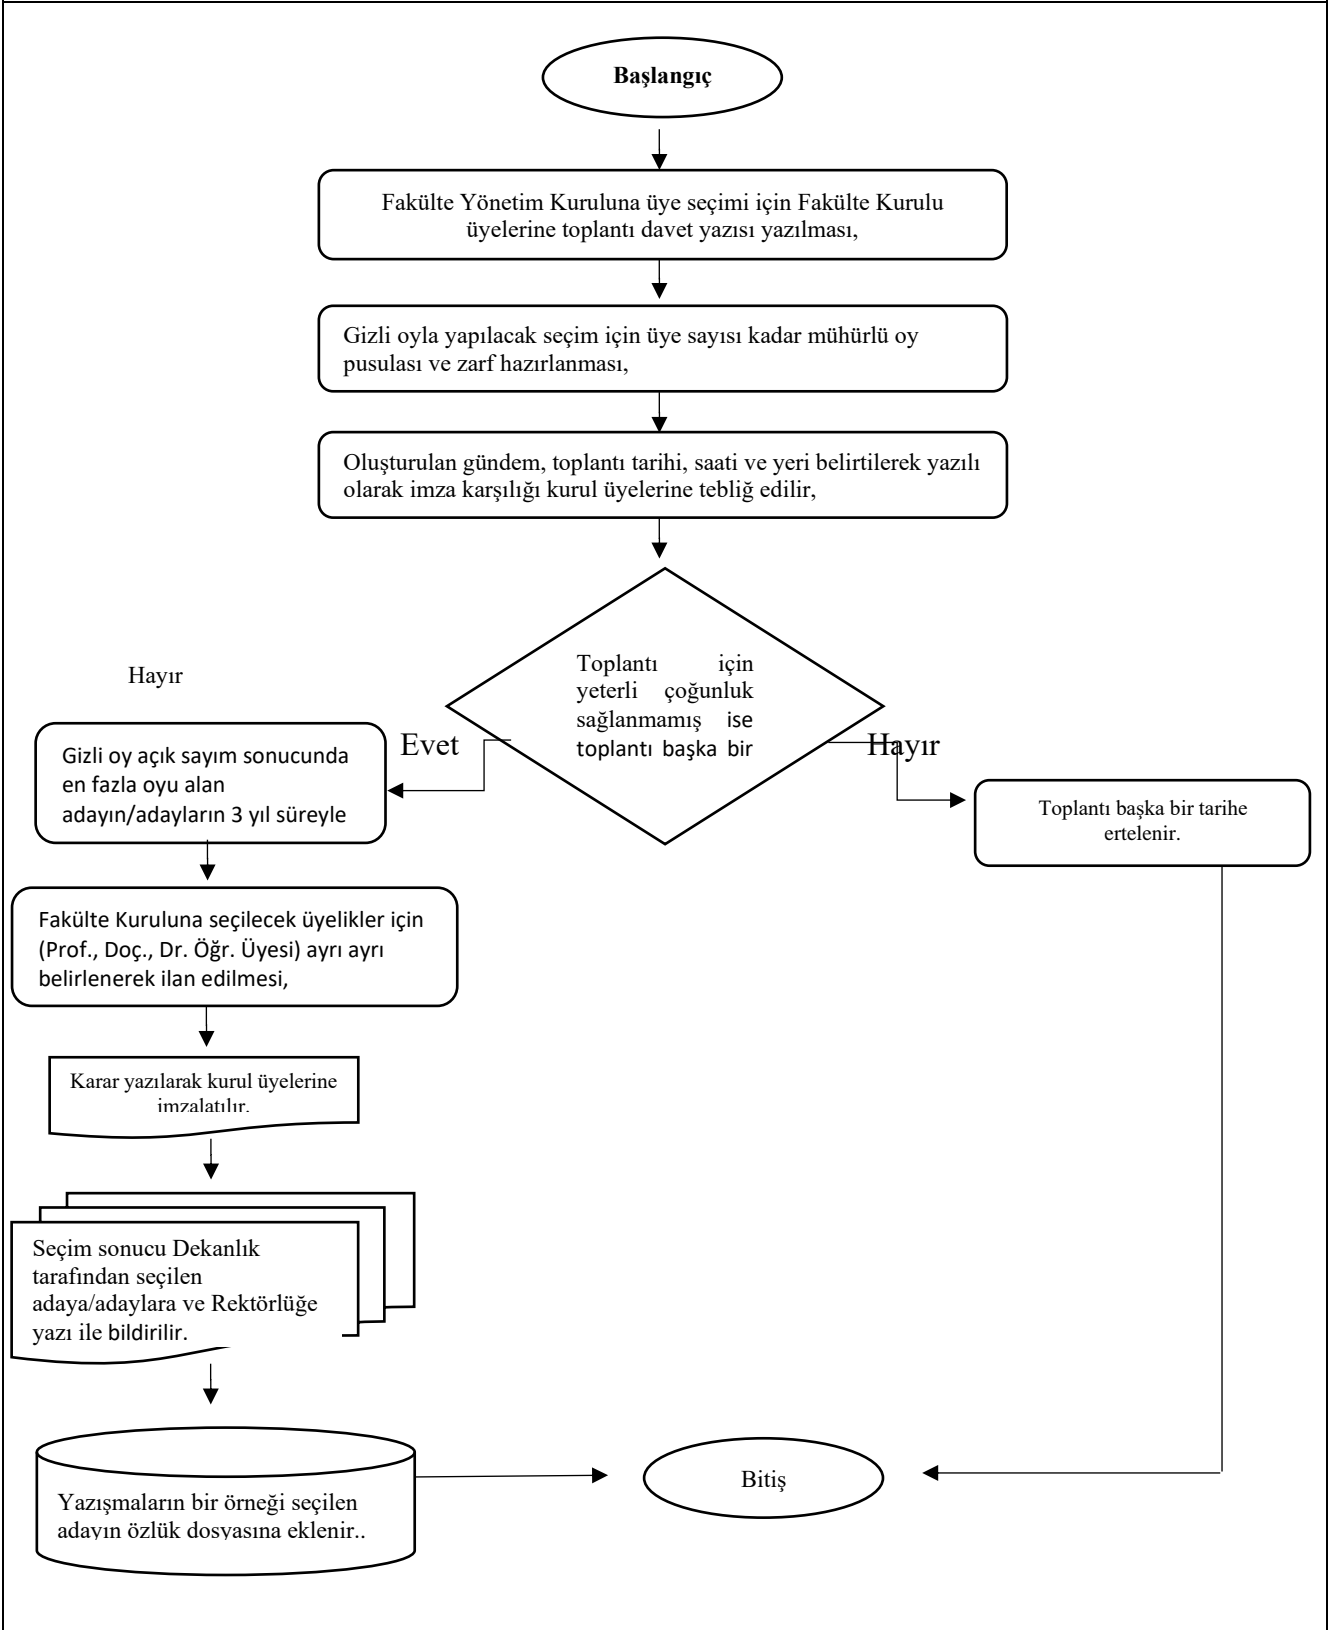 Başlangıç
Fakülte Yönetim Kuruluna üye seçimi için Fakülte Kurulu
üyelerine toplantı davet yazısı yazılması,
Gizli oyla yapılacak seçim için üye sayısı kadar mühürlü oy
pusulası ve zarf hazırlanması,
Oluşturulan gündem, toplantı tarihi, saati ve yeri belirtilerek yazılı
olarak imza karşılığı kurul üyelerine tebliğ edilir,
Toplantı için
yeterli çoğunluk
sağlanmamış ise
toplantı başka bir
Hayır
Evet
Hayır
Gizli oy açık sayım sonucunda
en fazla oyu alan
adayın/adayların 3 yıl süreyle
Toplantı başka bir tarihe
ertelenir.
Fakülte Kuruluna seçilecek üyelikler için
(Prof., Doç., Dr. Öğr. Üyesi) ayrı ayrı
belirlenerek ilan edilmesi,
Karar yazılarak kurul üyelerine
imzalatılır.
Seçim sonucu Dekanlık
tarafından seçilen
adaya/adaylara ve Rektörlüğe
yazı ile bildirilir.
Yazışmaların bir örneği seçilen
adayın özlük dosyasına eklenir..
Bitiş